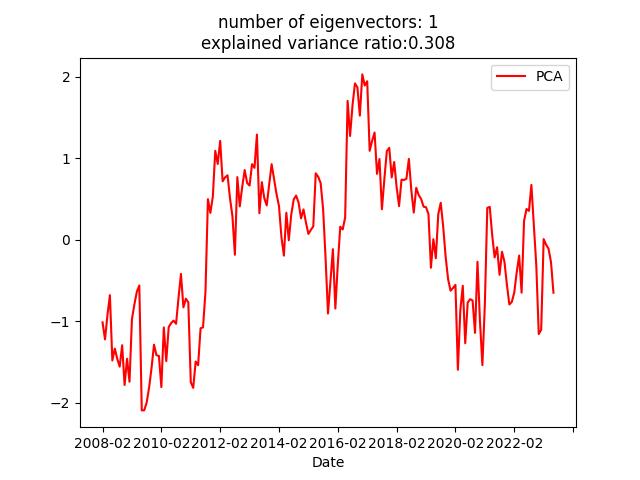 number of eigenvectors: 1
explained variance ratio:0.308
PCA
2
1
0
−1
−2
2008-02 2010-02 2012-02 2014-02 2016-02 2018-02 2020-02 2022-02
Date